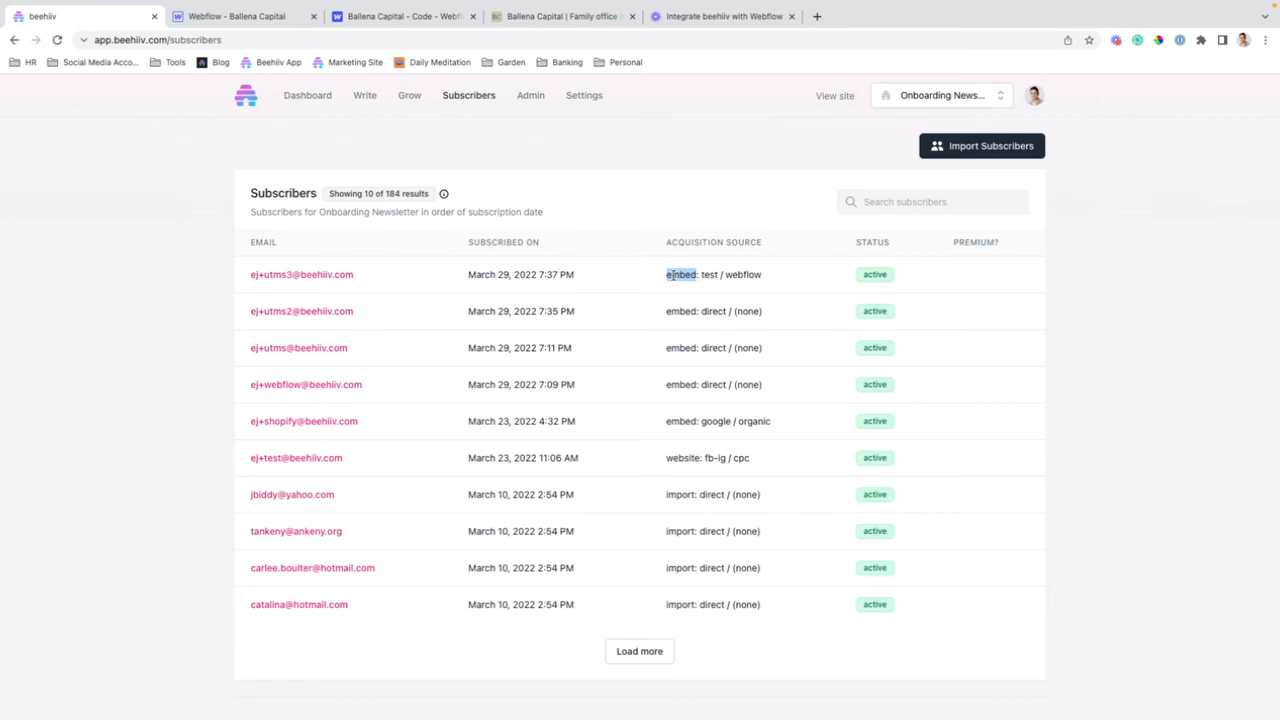 beehiiv
Webflow - Ballena Capital
Ballena Capital - Code - Webfl
Ballena Capital | Family office i
Integrate beehiiv with Webflow
app.beehiiv.com/subscribers
HR
Social Media Acco...
Tools
Blog
Beehiiv App
Marketing Site
Daily Meditation
Garden
Banking
Personal
Dashboard
Write
Grow
Subscribers
Admin
Settings
View site
Onboarding News...
Import Subscribers
Subscribers Showing 10 of 184 results
Search subscribers
Subscribers for Onboarding Newsletter in order of subscription date
EMAIL SUBSCRIBED ON ACQUISITION SOURCE STATUS PREMIUM?
ej+utms3@beehiiv.com March 29, 2022 7:37 PM embed: test / webflow active
ej+utms2@beehiiv.com March 29, 2022 7:35 PM embed: direct / (none) active
ej+utms@beehiiv.com March 29, 2022 7:11 PM embed: direct / (none) active
ej+webflow@beehiiv.com March 29, 2022 7:09 PM embed: direct / (none) active
ej+shopify@beehiiv.com March 23, 2022 4:32 PM embed: google / organic active
ej+test@beehiiv.com March 23, 2022 11:06 AM website: fb-ig / cpc active
jbiddy@yahoo.com March 10, 2022 2:54 PM import: direct / (none) active
tankeny@ankeny.org March 10, 2022 2:54 PM import: direct / (none) active
carlee.boulter@hotmail.com March 10, 2022 2:54 PM import: direct / (none) active
catalina@hotmail.com March 10, 2022 2:54 PM import: direct / (none) active
Load more